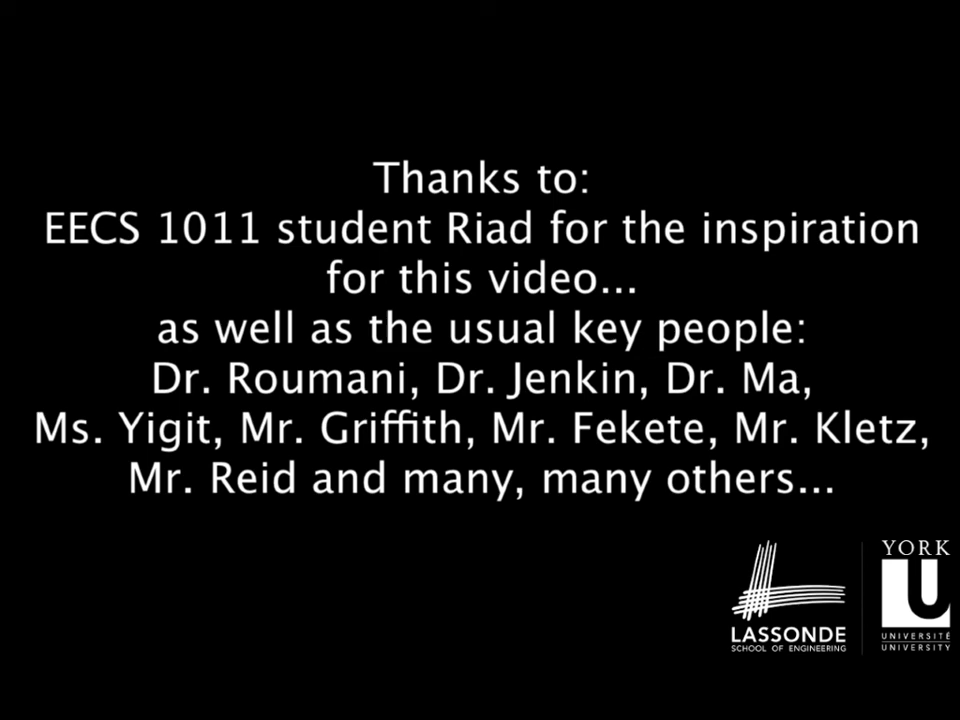 Thanks to:
EECS 1011 student Riad for the inspiration
for this video...
as well as the usual key people:
Dr. Roumani, Dr. Jenkin, Dr. Ma,
Ms. Yigit, Mr. Griffith, Mr. Fekete, Mr. Kletz,
Mr. Reid and many, many others...
LASSONDE
SCHOOL OF ENGINEERING
YORK
U
UNIVERSITÉ
UNIVERSITY